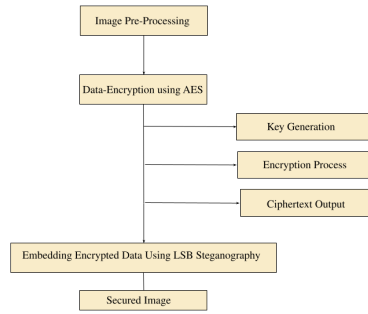 Image Pre-Processing
Data-Encryption using AES
Key Generation
Encryption Process
Ciphertext Output
Embedding Encrypted Data Using LSB Steganography
Secured Image